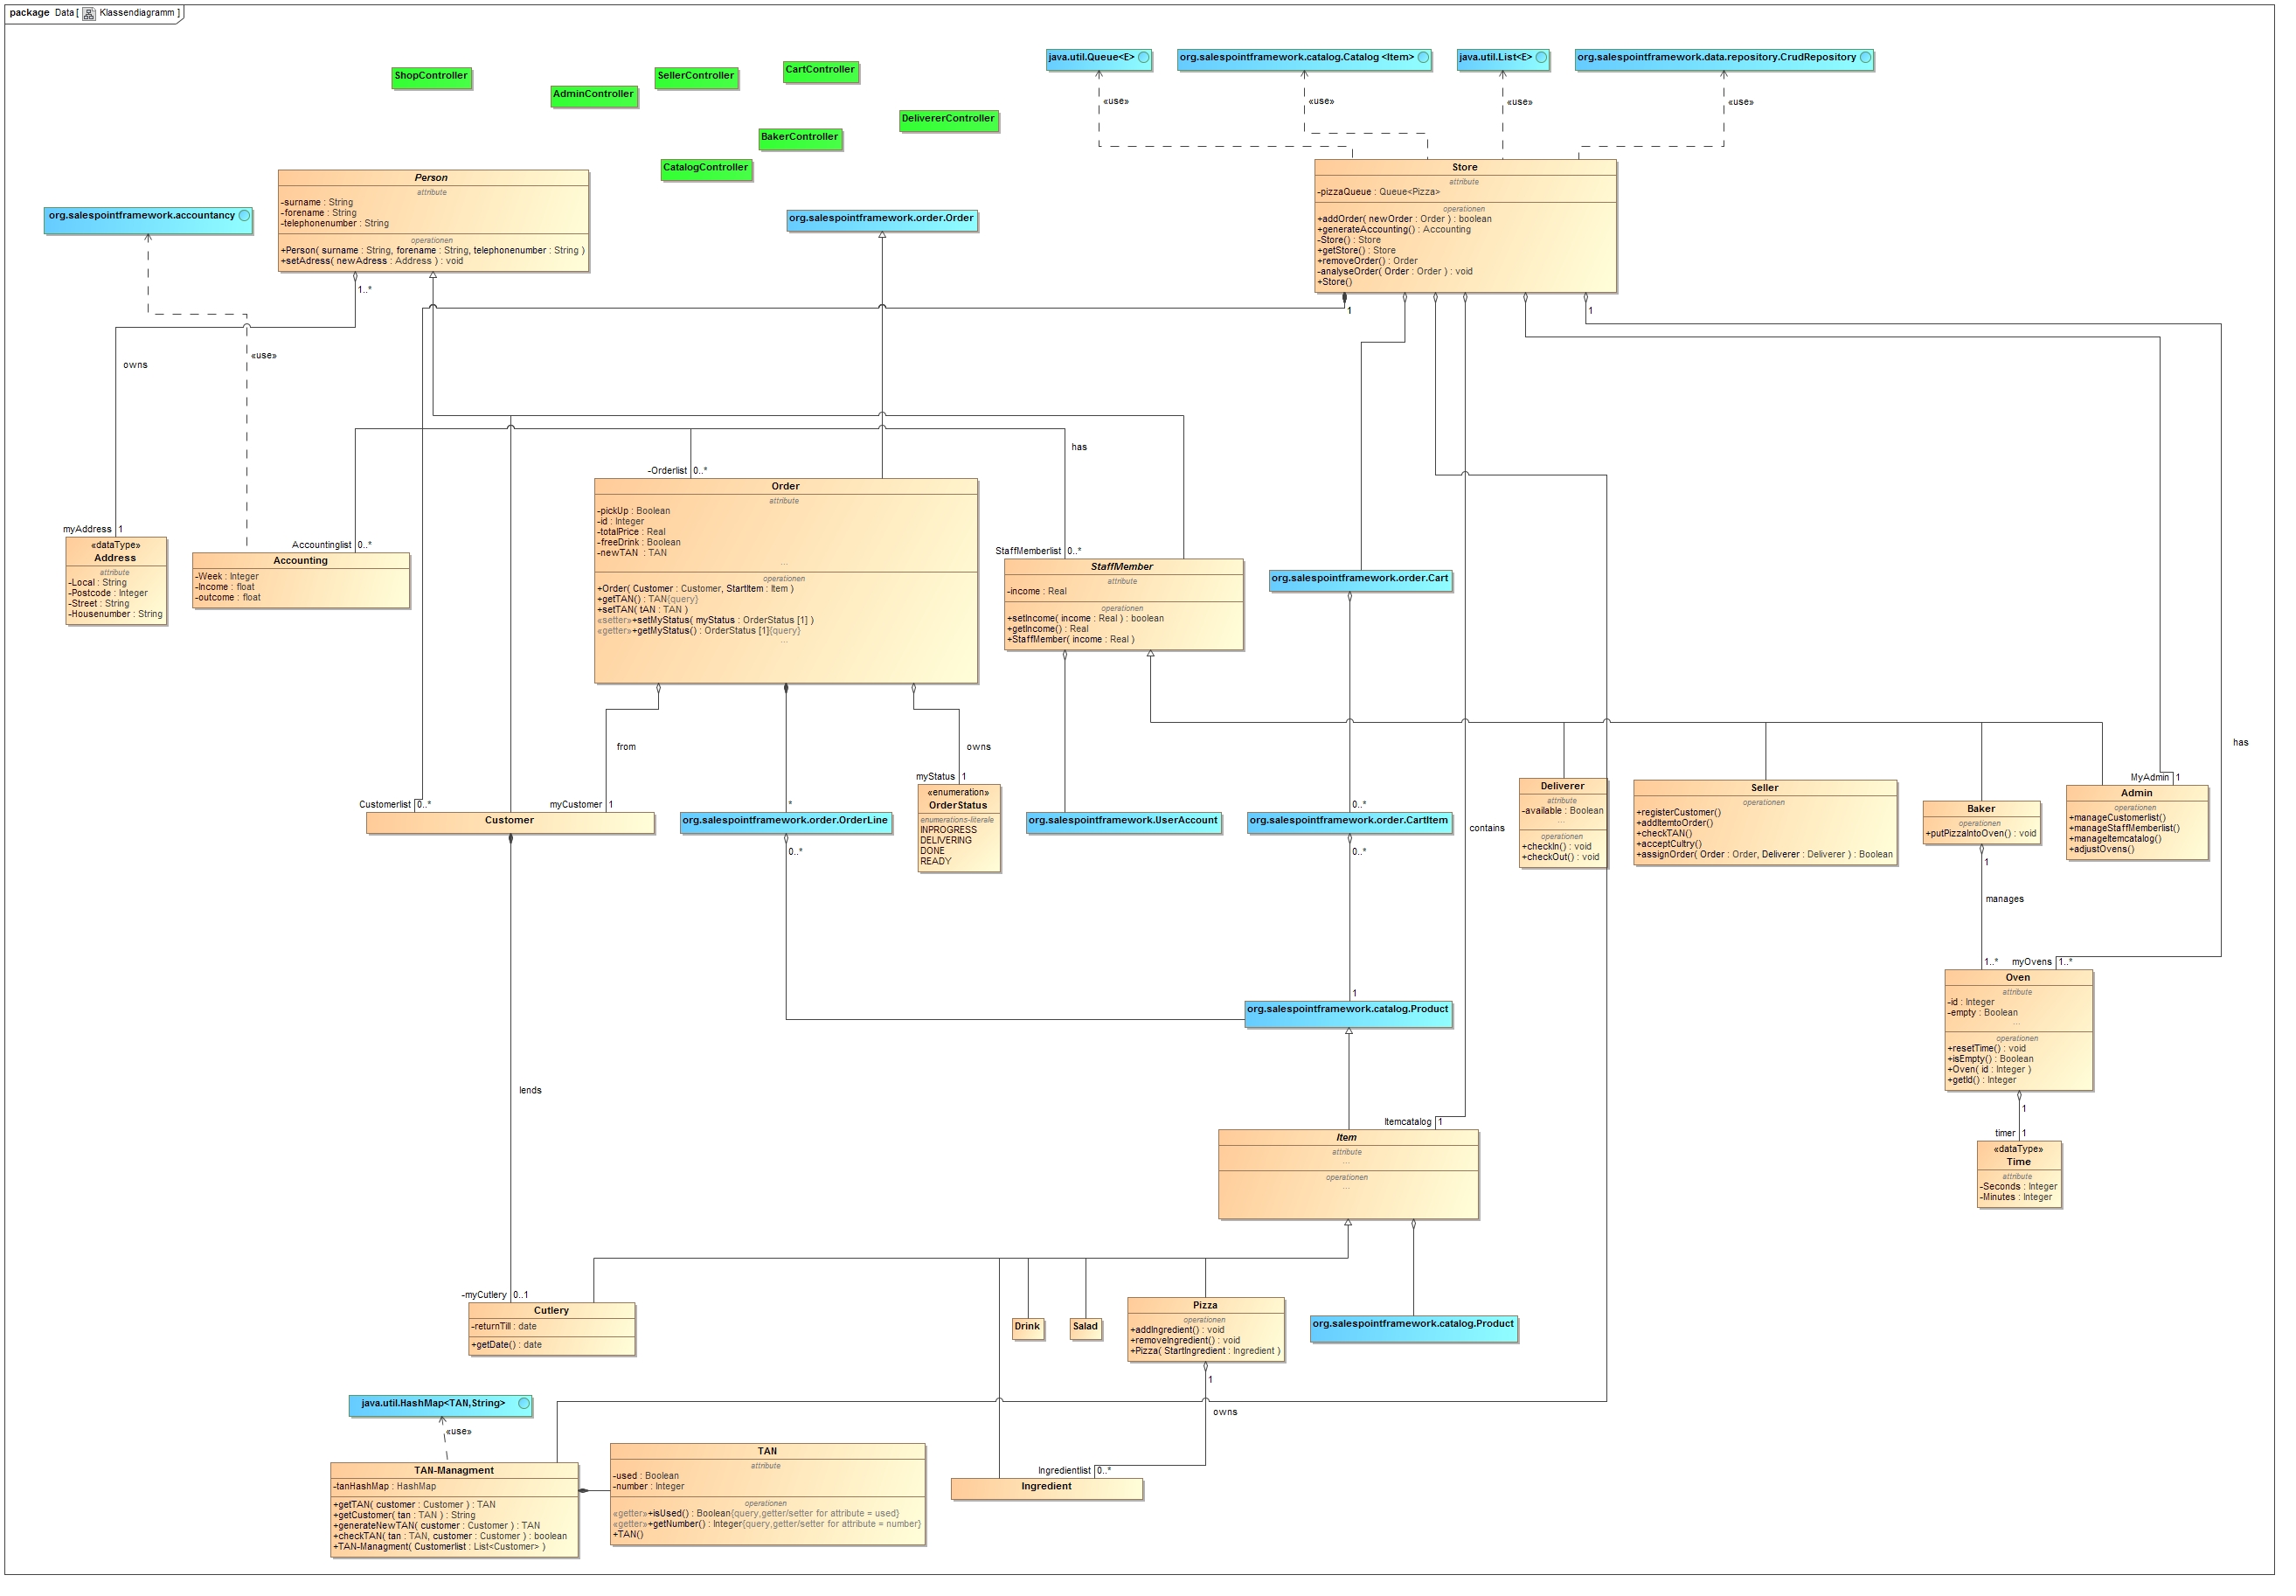 package Data [ Klassendiagramm ]
java.util.Queue<E>
org.salespointframework.catalog.Catalog <Item>
java.util.List<E>
org.salespointframework.data.repository.CrudRepository
ShopController
AdminController
SellerController
CartController
DelivererController
BakerController
CatalogController
«use»
«use»
«use»
«use»
Person
attribute
-surname : String
-forename : String
-telephonenumber : String
operationen
+Person( surname : String, forename : String, telephonenumber : String )
+setAdress( newAdress : Address ) : void
1..*
org.salespointframework.accountancy
org.salespointframework.order.Order
Store
attribute
-pizzaQueue : Queue<Pizza>
operationen
+addOrder( newOrder : Order ) : boolean
+generateAccounting() : Accounting
-Store() : Store
+getStore() : Store
+removeOrder() : Order
-analyseOrder( Order : Order ) : void
+Store()
1
1
«use»
owns
has
-Orderlist 0..*
myAddress 1
«dataType»
Address
attribute
-Local : String
-Postcode : Integer
-Street : String
-Housenumber : String
Accountinglist 0..*
Accounting
-Week : Integer
-Income : float
-outcome : float
Order
attribute
-pickUp : Boolean
-id : Integer
-totalPrice : Real
-freeDrink : Boolean
-newTAN : TAN
...
operationen
+Order( Customer : Customer, StartItem : Item )
+getTAN() : TAN{query}
+setTAN( tAN : TAN )
«setter»+setMyStatus( myStatus : OrderStatus [1] )
«getter»+getMyStatus() : OrderStatus [1]{query}
...
StaffMemberlist 0..*
StaffMember
attribute
-income : Real
operationen
+setIncome( income : Real ) : boolean
+getIncome() : Real
+StaffMember( income : Real )
org.salespointframework.order.Cart
from
owns
has
Customerlist 0..*
Customer
myCustomer 1
*
org.salespointframework.order.OrderLine
0..*
myStatus 1
«enumeration»
OrderStatus
enumerations-literale
INPROGRESS
DELIVERING
DONE
READY
org.salespointframework.UserAccount
0..*
org.salespointframework.order.CartItem
0..*
contains
Deliverer
attribute
-available : Boolean
...
operationen
+checkIn() : void
+checkOut() : void
Seller
operationen
+registerCustomer()
+addItemtoOrder()
+checkTAN()
+acceptCultry()
+assignOrder( Order : Order, Deliverer : Deliverer ) : Boolean
Baker
operationen
+putPizzaIntoOven() : void
1
MyAdmin 1
Admin
operationen
+manageCustomerlist()
+manageStaffMemberlist()
+manageItemcatalog()
+adjustOvens()
manages
1..*
myOvens 1..*
Oven
attribute
-id : Integer
-empty : Boolean
...
operationen
+resetTime() : void
+isEmpty() : Boolean
+Oven( id : Integer )
+getId() : Integer
1
timer 1
«dataType»
Time
attribute
-Seconds : Integer
-Minutes : Integer
1
org.salespointframework.catalog.Product
lends
Itemcatalog 1
Item
attribute
...
operationen
...
-myCutlery 0..1
Cutlery
-returnTill : date
+getDate() : date
Drink
Salad
Pizza
operationen
+addIngredient() : void
+removeIngredient() : void
+Pizza( StartIngredient : Ingredient )
1
owns
org.salespointframework.catalog.Product
java.util.HashMap<TAN,String>
«use»
TAN-Managment
-tanHashMap : HashMap
+getTAN( customer : Customer ) : TAN
+getCustomer( tan : TAN ) : String
+generateNewTAN( customer : Customer ) : TAN
+checkTAN( tan : TAN, customer : Customer ) : boolean
+TAN-Managment( Customerlist : List<Customer> )
TAN
attribute
-used : Boolean
-number : Integer
operationen
«getter»+isUsed() : Boolean{query,getter/setter for attribute = used}
«getter»+getNumber() : Integer{query,getter/setter for attribute = number}
+TAN()
Ingredientlist 0..*
Ingredient